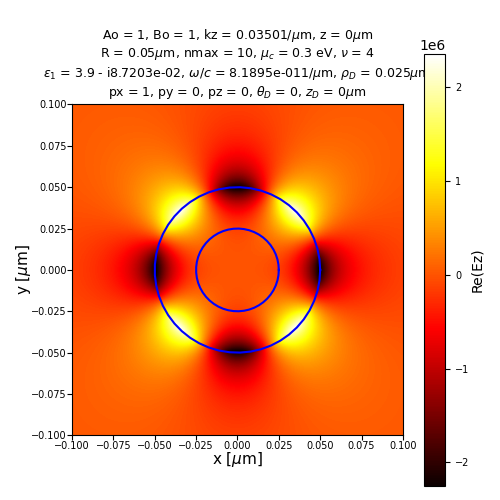 Ao = 1, Bo = 1, kz = 0.03501/μm, z = 0μm
R = 0.05μm, nmax = 10, μc = 0.3 eV, ν = 4
ε1 = 3.9 - i8.7203e-02, ω/c = 8.1895e-011/μm, ρD = 0.025μm
px = 1, py = 0, pz = 0, θD = 0, zD = 0μm
1e6
0.100
0.075
0.050
0.025
0.000
−0.025
−0.050
−0.075
−0.100
y [μm]
−0.100 −0.075 −0.050 −0.025 0.000 0.025 0.050 0.075 0.100
x [μm]
2
1
0
−1
−2
Re(Ez)